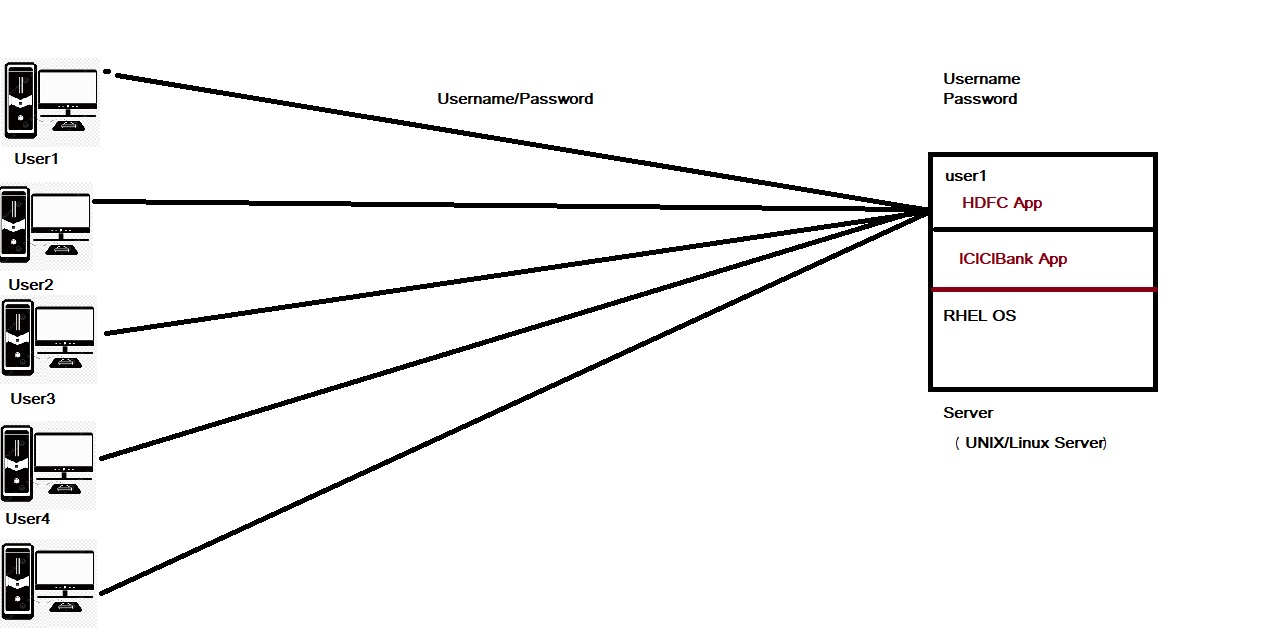 Username
Password
Username/Password
User1
user1
HDFC App
ICICIBank App
User2
RHEL OS
User3
Server
( UNIX/Linux Server)
User4